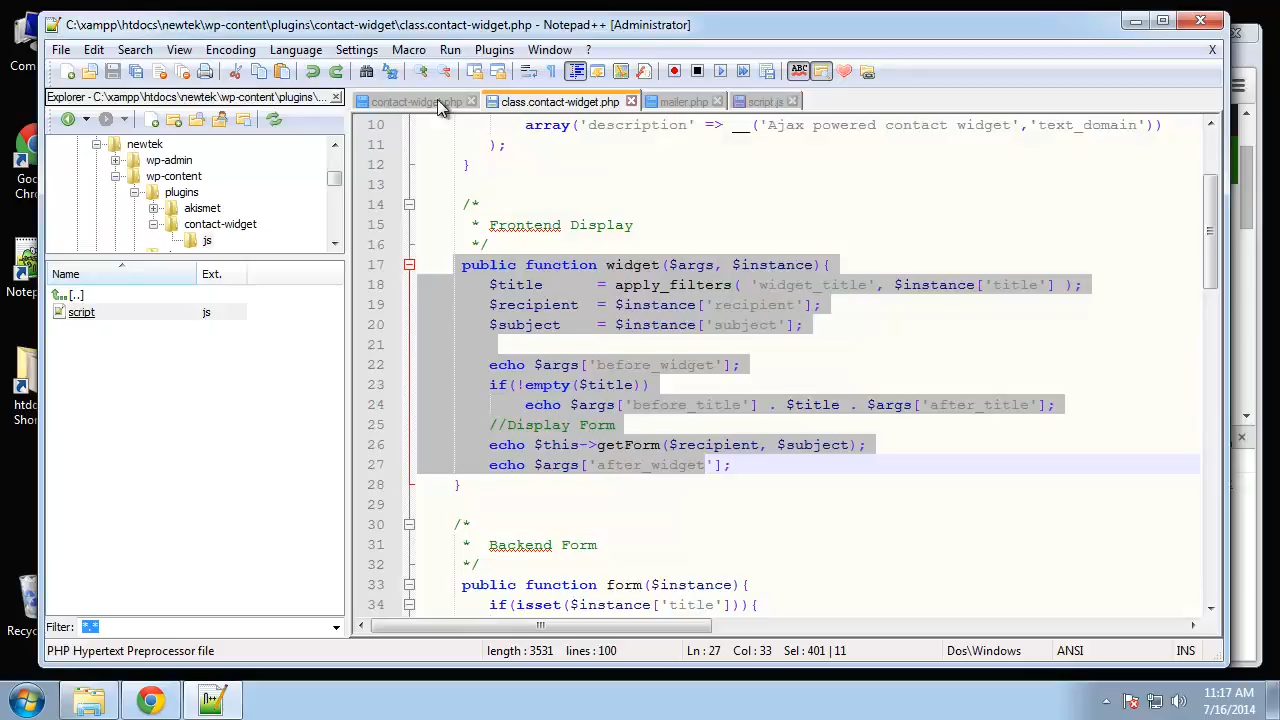 C:\xampp\htdocs\newtek\wp-content\plugins\contact-widget\class.contact-widget.php - Notepad++ [Administrator]
File Edit Search View Encoding Language Settings Macro Run Plugins Window ? X
Explorer - C:\xampp\htdocs\newtek\wp-content\plugins\...
contact-widget.php class.contact-widget.php mailer.php script.js
newtek
wp-admin
wp-content
plugins
akismet
contact-widget
js
Name Ext.
[..]
script js
Filter: *.*
10 array('description' => __('Ajax powered contact widget','text_domain'))
11 );
12 }
13
14 /*
15 * Frontend Display
16 */
17 public function widget($args, $instance){
18 $title = apply_filters( 'widget_title', $instance['title'] );
19 $recipient = $instance['recipient'];
20 $subject = $instance['subject'];
21
22 echo $args['before_widget'];
23 if(!empty($title))
24 echo $args['before_title'] . $title . $args['after_title'];
25 //Display Form
26 echo $this->getForm($recipient, $subject);
27 echo $args['after_widget'];
28 }
29
30 /*
31 * Backend Form
32 */
33 public function form($instance){
34 if(isset($instance['title'])){
PHP Hypertext Preprocessor file length : 3531 lines : 100 Ln : 27 Col : 33 Sel : 401 | 11 Dos\Windows ANSI INS
11:17 AM
7/16/2014